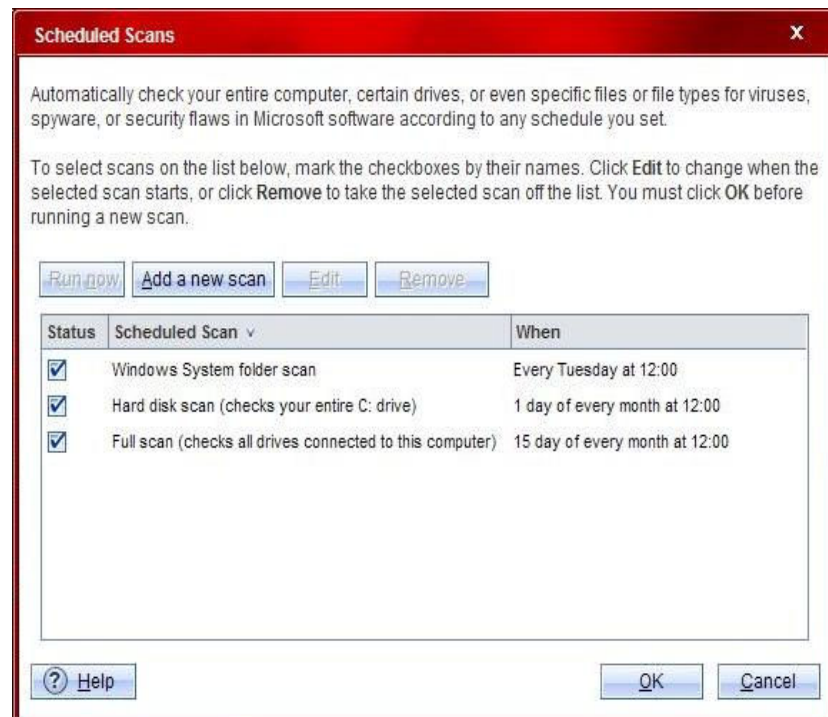 Scheduled Scans
X
Automatically check your entire computer, certain drives, or even specific files or file types for viruses,
spyware, or security flaws in Microsoft software according to any schedule you set.
To select scans on the list below, mark the checkboxes by their names. Click Edit to change when the
selected scan starts, or click Remove to take the selected scan off the list. You must click OK before
running a new scan.
Run now Add a new scan Edit Remove
Status Scheduled Scan When
Windows System folder scan Every Tuesday at 12:00
Hard disk scan (checks your entire C: drive) 1 day of every month at 12:00
Full scan (checks all drives connected to this computer) 15 day of every month at 12:00
? Help OK Cancel